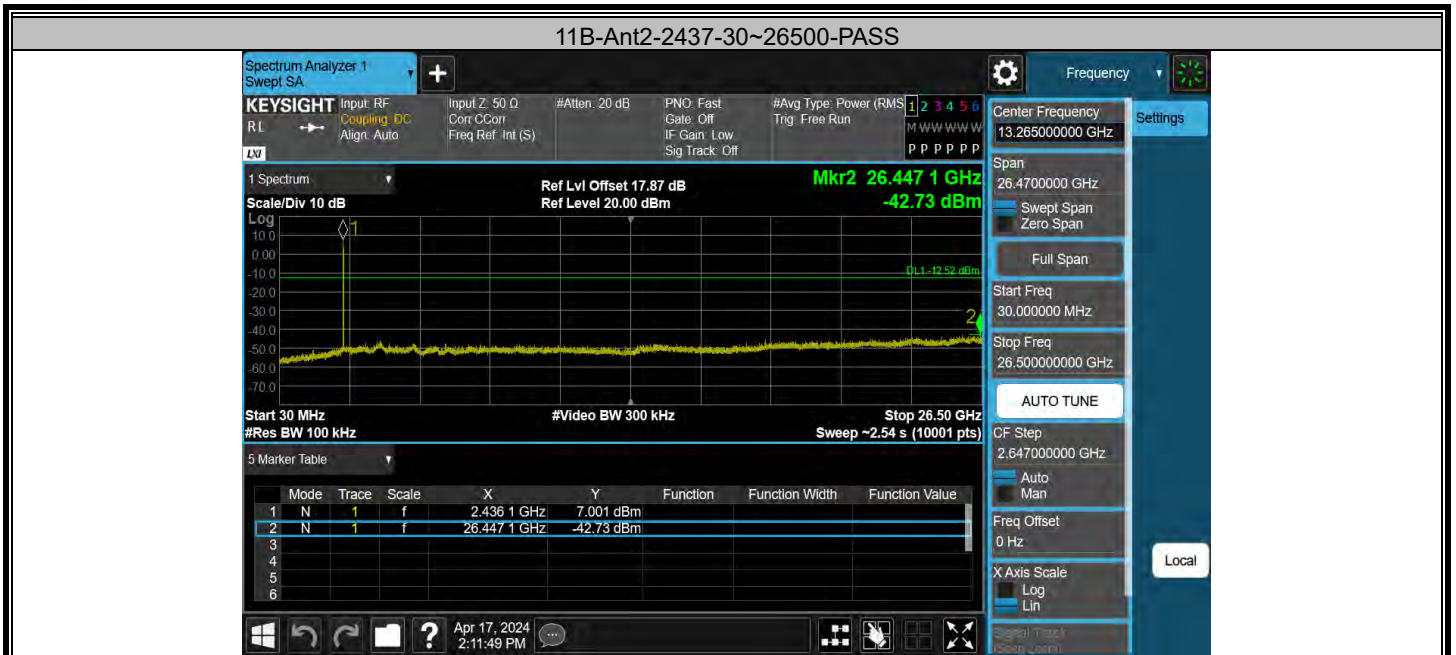 11B-Ant2-2437-30~26500-PASS
Spectrum Analyzer 1
Swept SA
Frequency
KEYSIGHT
RL
LXI
Input: RF
Coupling: DC
Align: Auto
Input Z: 50 Ω
Corr CCorr
Freq Ref: Int (S)
#Atten: 20 dB
PNO: Fast
Gate: Off
IF Gain: Low
Sig Track: Off
#Avg Type: Power (RMS
Trig: Free Run
1 2 3 4 5 6
M W W W W W
P P P P P P
1 Spectrum
Scale/Div 10 dB
Ref Lvl Offset 17.87 dB
Ref Level 20.00 dBm
Mkr2 26.447 1 GHz
-42.73 dBm
Log
10.0
0.00
-10.0
-20.0
-30.0
-40.0
-50.0
-60.0
-70.0
1
DL1 -12.52 dBm
2
Start 30 MHz
#Res BW 100 kHz
#Video BW 300 kHz
Stop 26.50 GHz
Sweep ~2.54 s (10001 pts)
5 Marker Table
Mode Trace Scale X Y Function Function Width Function Value
1 N 1 f 2.436 1 GHz 7.001 dBm
2 N 1 f 26.447 1 GHz -42.73 dBm
3
4
5
6
Apr 17, 2024
2:11:49 PM
Center Frequency
13.265000000 GHz
Settings
Span
26.4700000 GHz
Swept Span
Zero Span
Full Span
Start Freq
30.000000 MHz
Stop Freq
26.500000000 GHz
AUTO TUNE
CF Step
2.647000000 GHz
Auto
Man
Freq Offset
0 Hz
X Axis Scale
Log
Lin
Signal Track
(Span Zoom)
Local